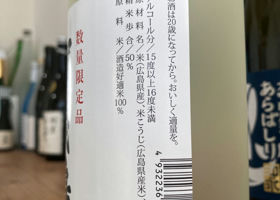 酒は20歳になってから。おいしく適量を。
アルコール分／15度以上16度未満
原材料名／米（広島県産）、米こうじ（広島県産米）
精米歩合／50％
原料米／酒造好適米100％
数量限定品
4932236
あらばしり